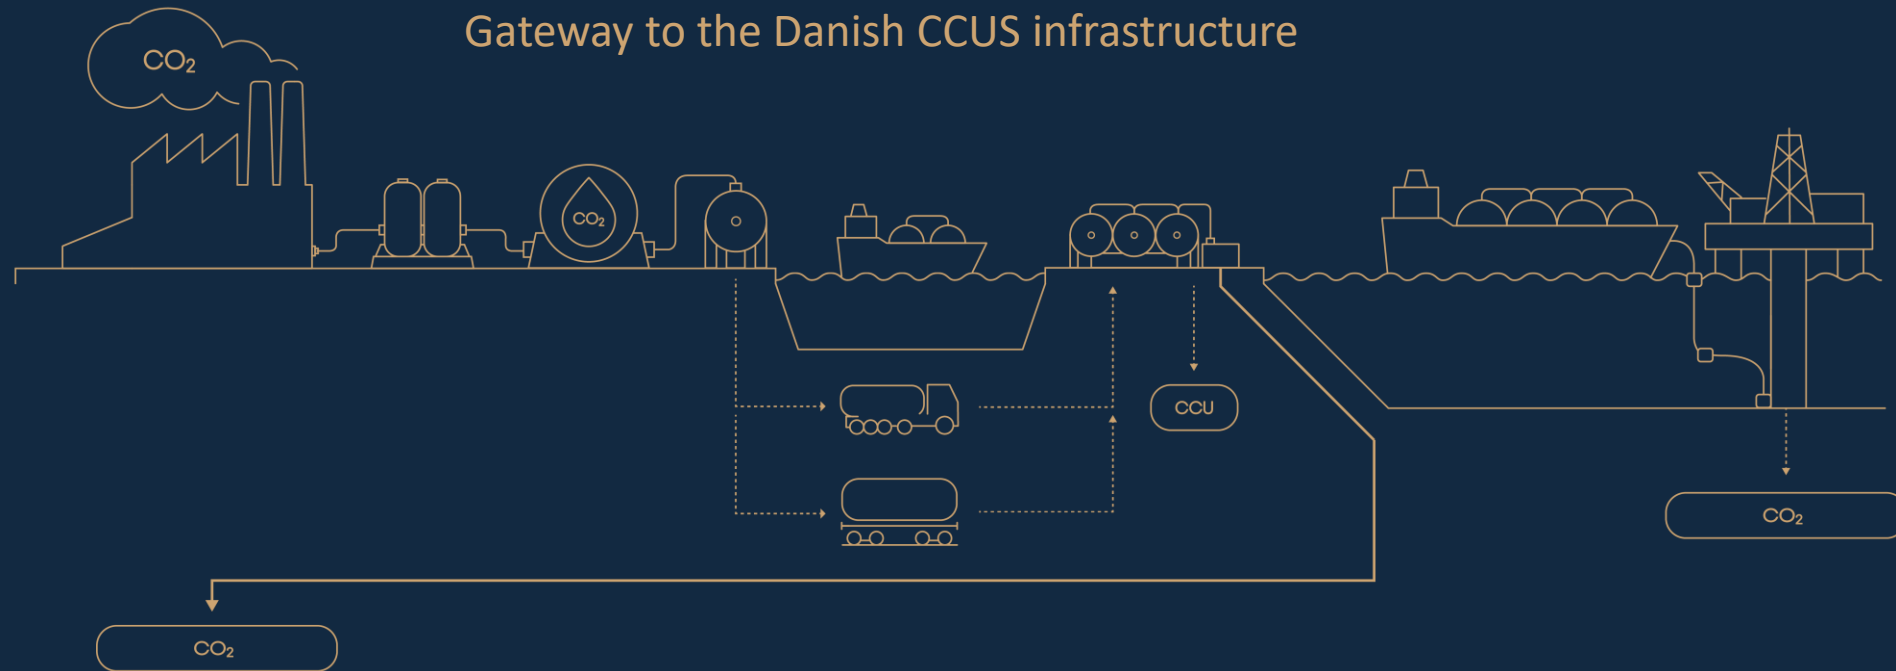 Gateway to the Danish CCUS infrastructure
CO₂
CO₂
CCU
CO₂
CO₂